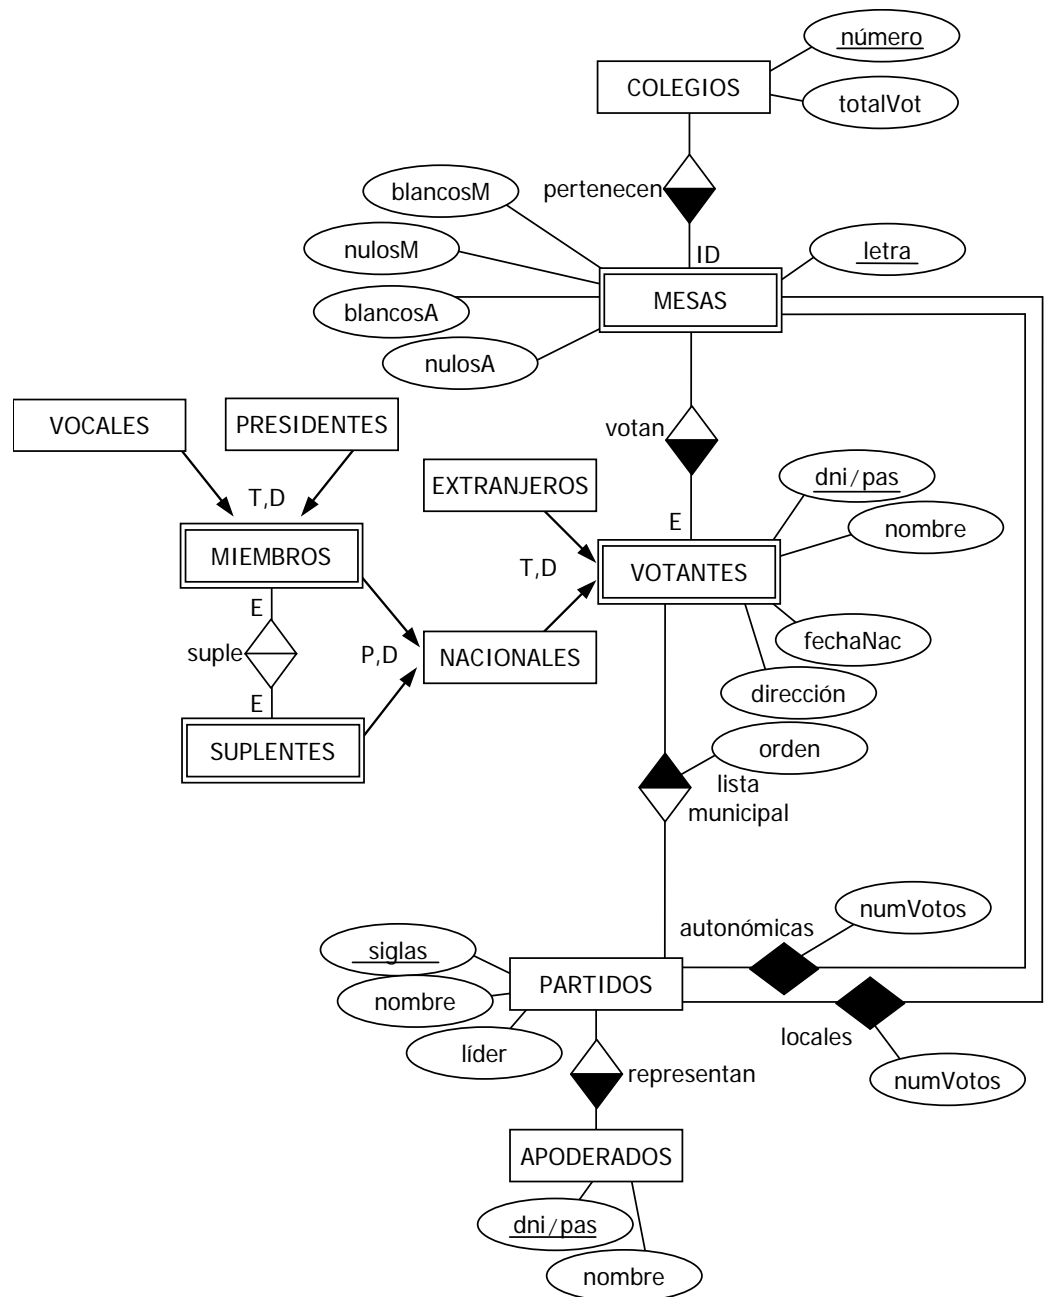 número
COLEGIOS
totalVot
pertenecen
blancosM
ID
letra
nulosM
MESAS
blancosA
nulosA
VOCALES
PRESIDENTES
votan
EXTRANJEROS
dni/pas
T,D
E
nombre
MIEMBROS
T,D
VOTANTES
E
suple
P,D
NACIONALES
fechaNac
E
dirección
SUPLENTES
orden
lista
municipal
numVotos
autonómicas
siglas
PARTIDOS
nombre
líder
locales
representan
numVotos
APODERADOS
dni/pas
nombre